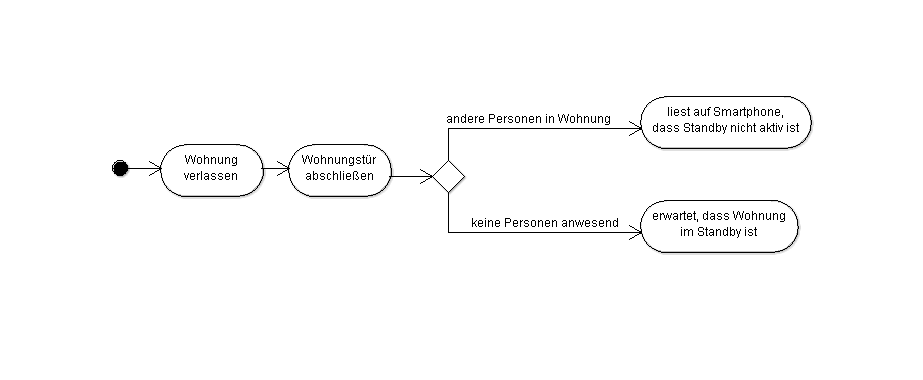 Wohnung
verlassen
Wohnungstür
abschließen
andere Personen in Wohnung
liest auf Smartphone,
dass Standby nicht aktiv ist
keine Personen anwesend
erwartet, dass Wohnung
im Standby ist